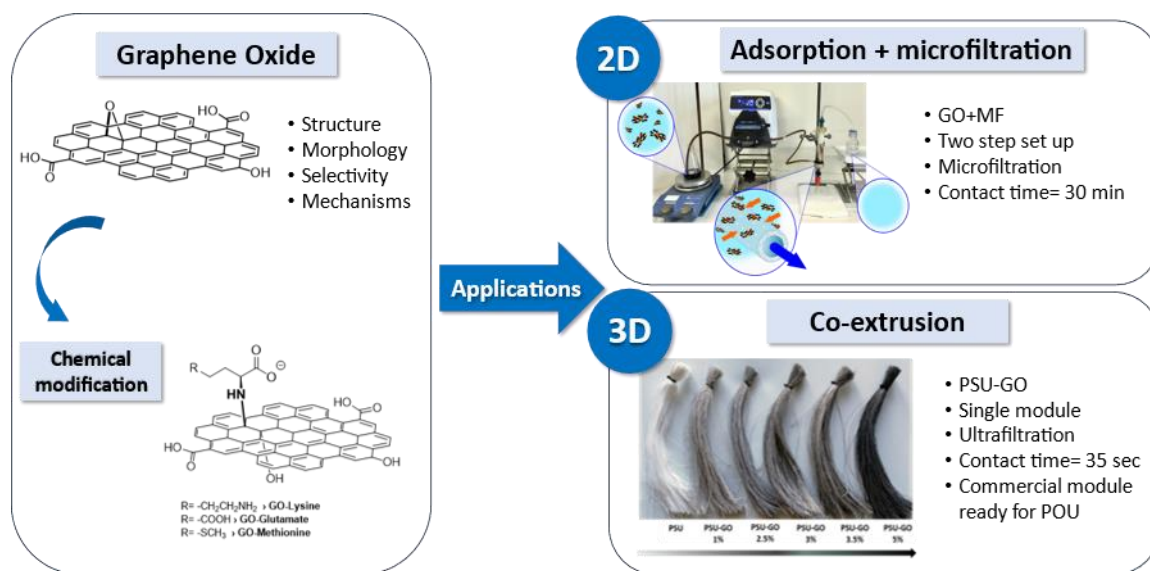 Graphene Oxide
O
HO
O
HO
O
OH
• Structure
• Morphology
• Selectivity
• Mechanisms
Chemical
modification
R
O
O⊖
HN
HO
O
HO
O
OH
OH
R= -CH₂CH₂NH₂ › GO-Lysine
R= -COOH › GO-Glutamate
R= -SCH₃ › GO-Methionine
Applications
2D
Adsorption + microfiltration
• GO+MF
• Two step set up
• Microfiltration
• Contact time= 30 min
3D
Co-extrusion
PSU
PSU-GO
1%
PSU-GO
2.5%
PSU-GO
3%
PSU-GO
3.5%
PSU-GO
5%
• PSU-GO
• Single module
• Ultrafiltration
• Contact time= 35 sec
• Commercial module
ready for POU